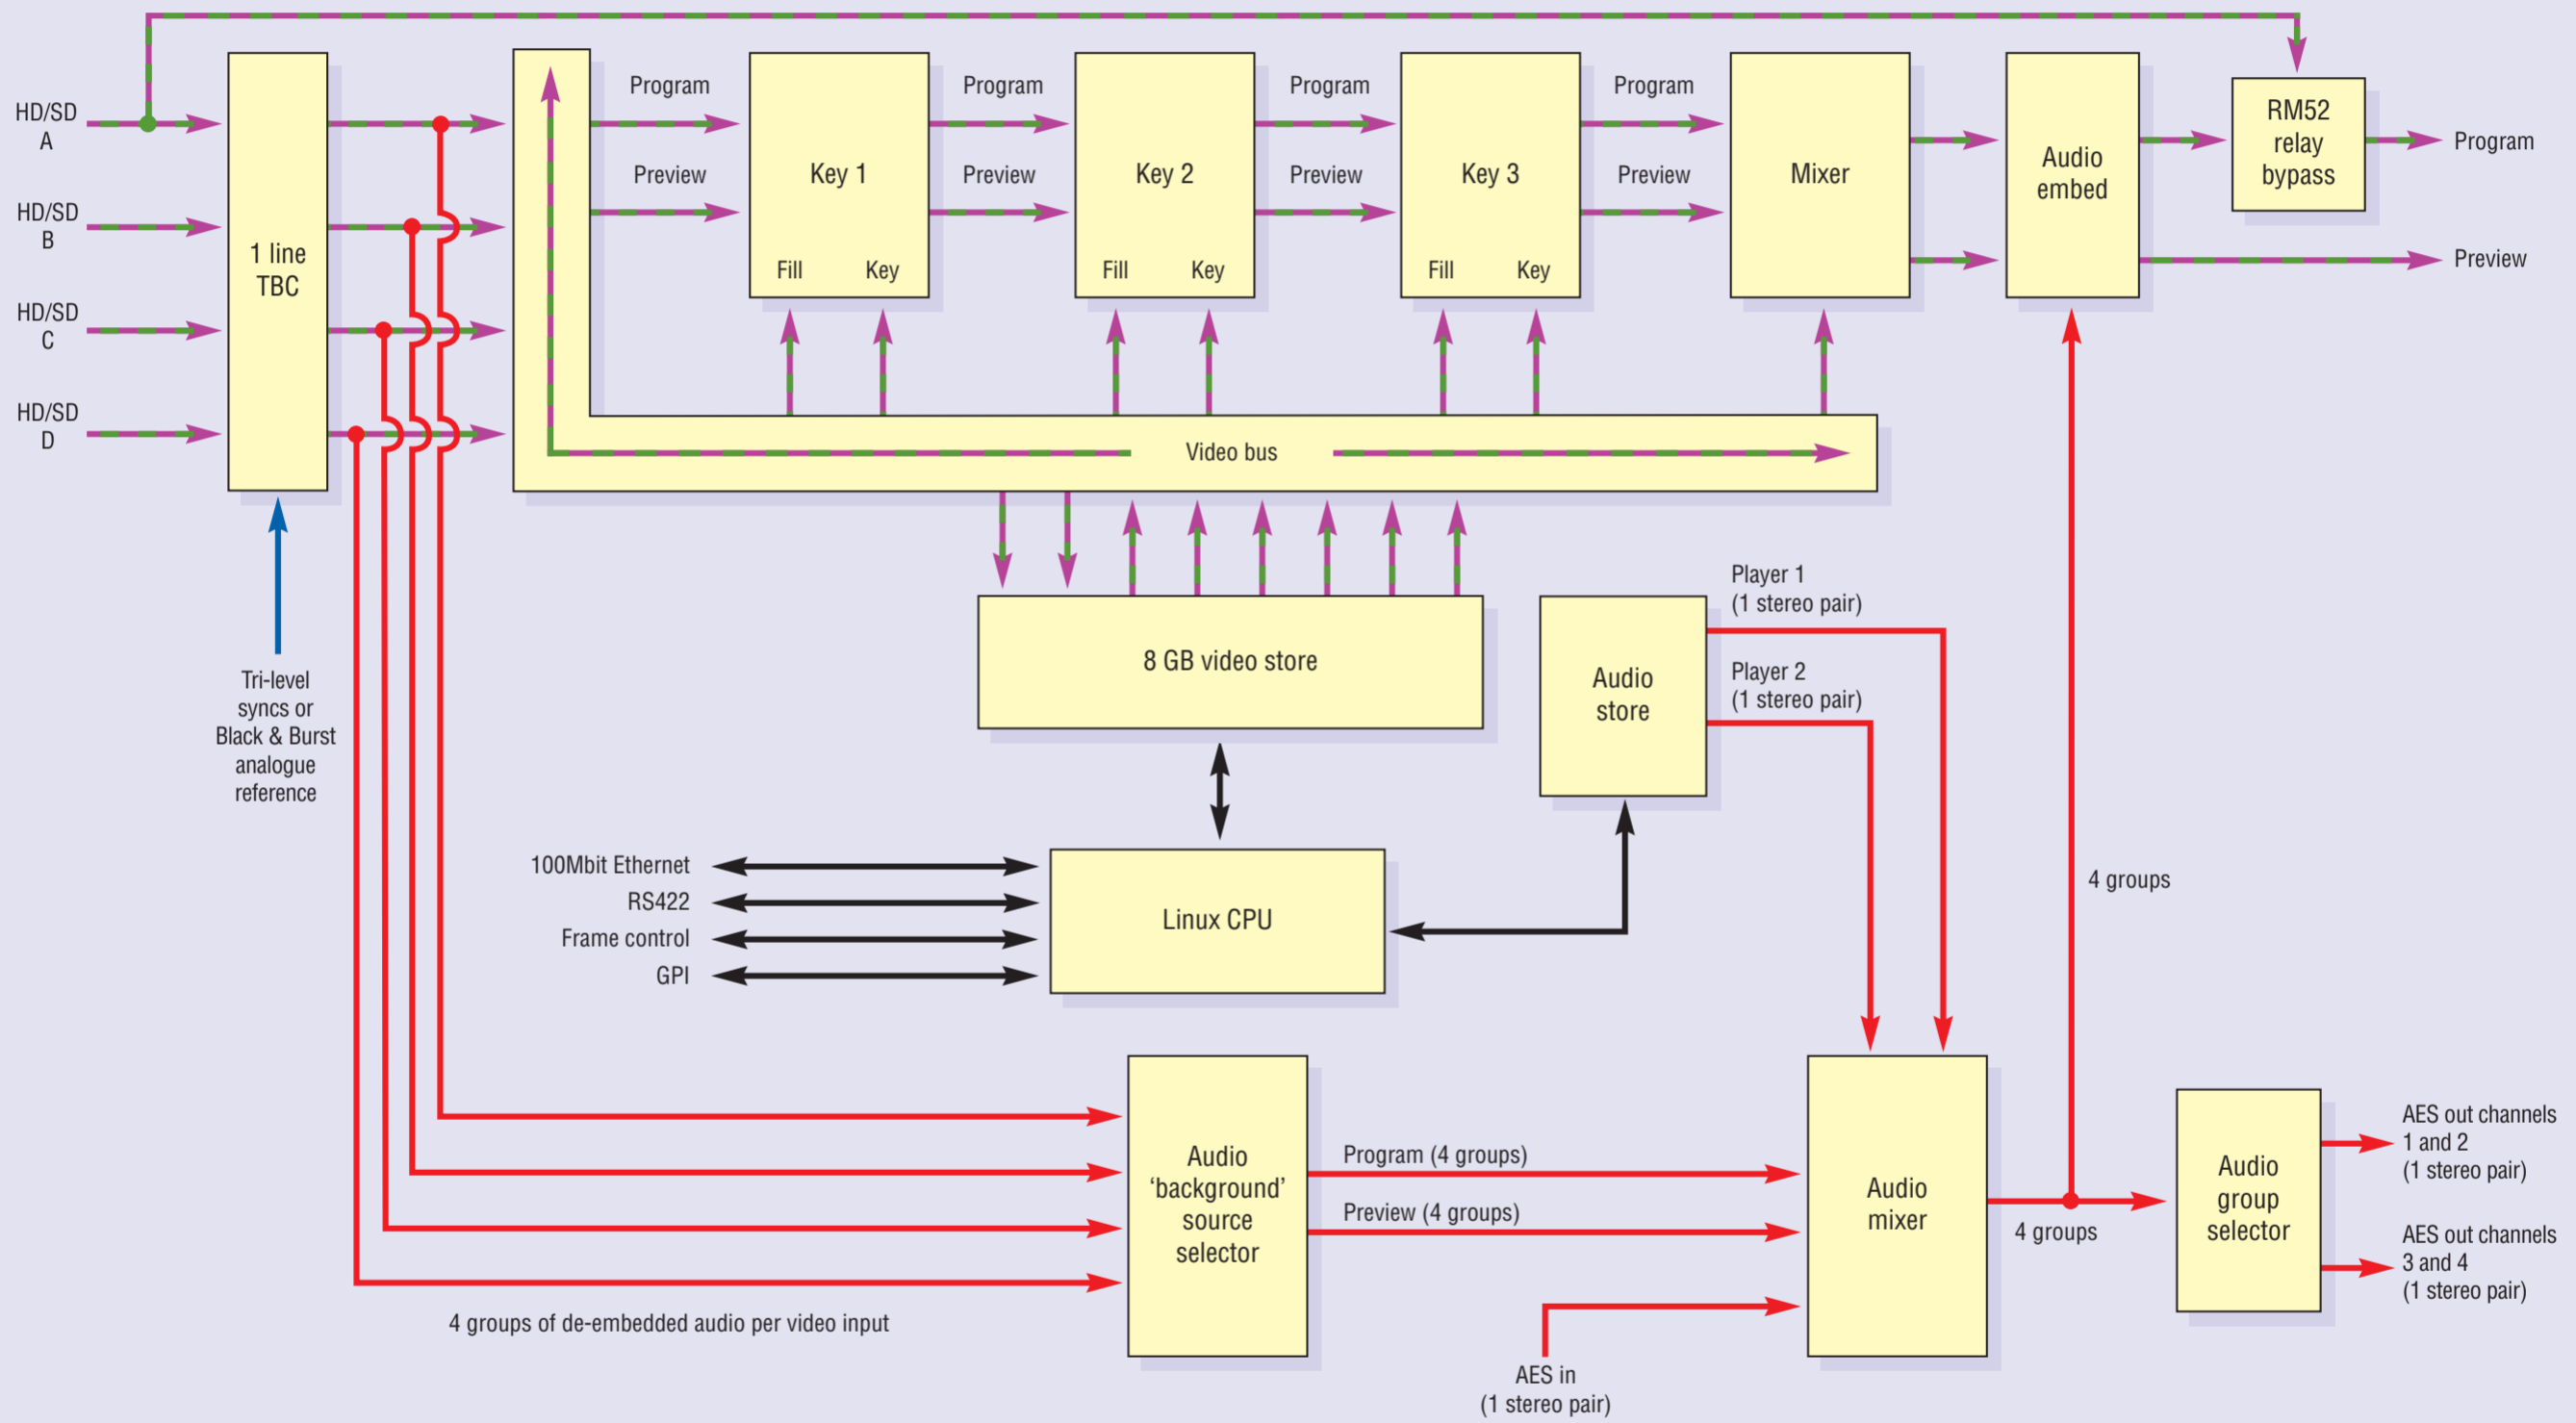 HD/SD
A
HD/SD
B
HD/SD
C
HD/SD
D
1 line
TBC
Tri-level
syncs or
Black & Burst
analogue
reference
Program
Preview
Key 1
Fill
Key
Program
Preview
Key 2
Fill
Key
Program
Preview
Key 3
Fill
Key
Program
Preview
Mixer
Audio
embed
RM52
relay
bypass
Program
Preview
Video bus
8 GB video store
Audio
store
Player 1
(1 stereo pair)
Player 2
(1 stereo pair)
100Mbit Ethernet
RS422
Frame control
GPI
Linux CPU
4 groups
4 groups of de-embedded audio per video input
Audio
‘background’
source
selector
Program (4 groups)
Preview (4 groups)
AES in
(1 stereo pair)
Audio
mixer
4 groups
Audio
group
selector
AES out channels
1 and 2
(1 stereo pair)
AES out channels
3 and 4
(1 stereo pair)